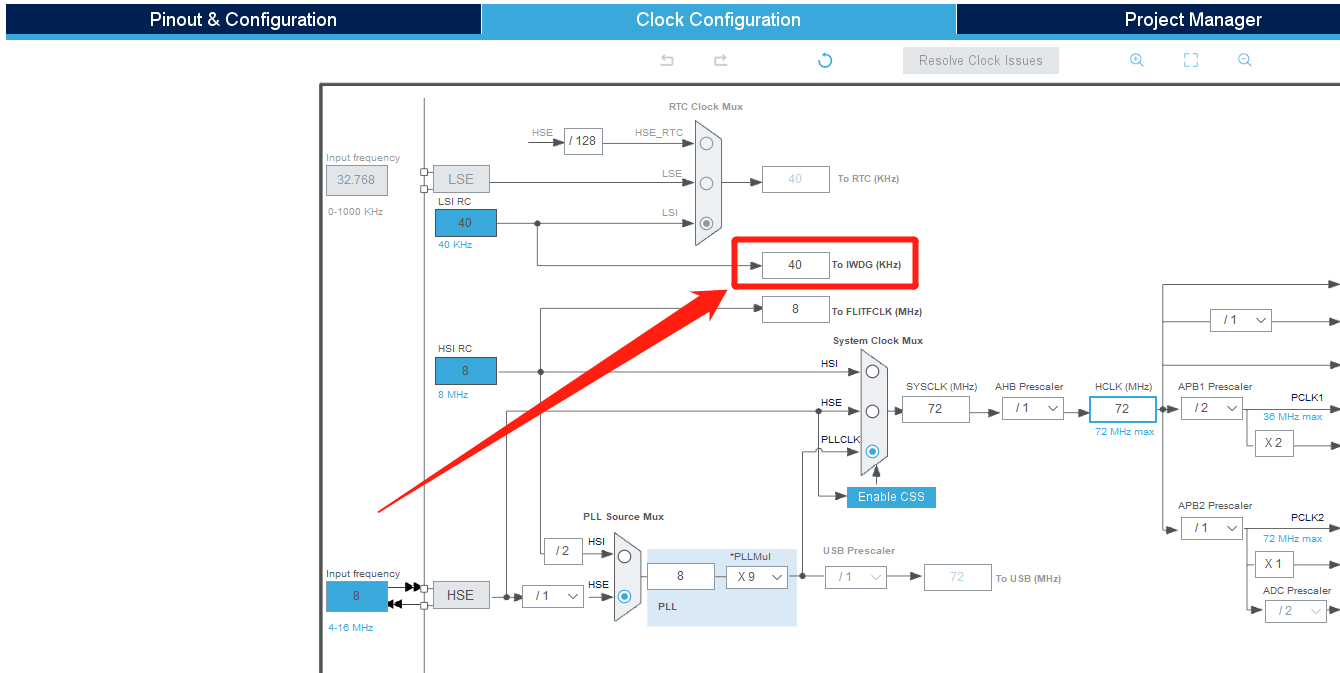 Pinout & Configuration
Clock Configuration
Project Manager
Resolve Clock Issues
RTC Clock Mux
HSE
/ 128
HSE_RTC
Input frequency
32.768
0-1000 KHz
LSE
LSE
40
To RTC (KHz)
LSI RC
40
40 KHz
LSI
40
To IWDG (KHz)
8
To FLITFCLK (MHz)
/ 1
System Clock Mux
HSI RC
8
8 MHz
HSI
HSE
PLLCLK
SYSCLK (MHz)
72
AHB Prescaler
/ 1
HCLK (MHz)
72
72 MHz max
APB1 Prescaler
/ 2
PCLK1
36 MHz max
X 2
Enable CSS
APB2 Prescaler
/ 1
PCLK2
72 MHz max
X 1
ADC Prescaler
/ 2
PLL Source Mux
/ 2
HSI
HSE
8
*PLLMul
X 9
PLL
USB Prescaler
/ 1
72
To USB (MHz)
Input frequency
8
4-16 MHz
HSE
/ 1